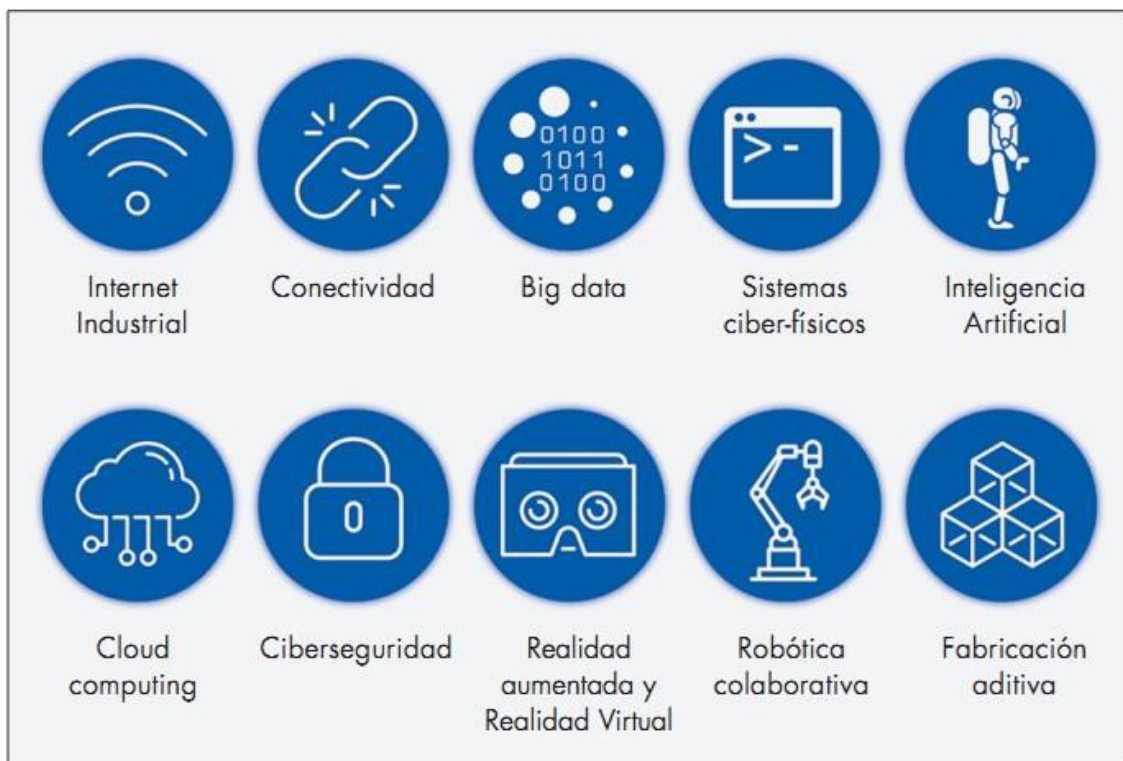 0100
1011
0100
>-
Internet
Industrial
Conectividad
Big data
Sistemas
ciber-físicos
Inteligencia
Artificial
0
Cloud
computing
Ciberseguridad
Realidad
aumentada y
Realidad Virtual
Robótica
colaborativa
Fabricación
aditiva